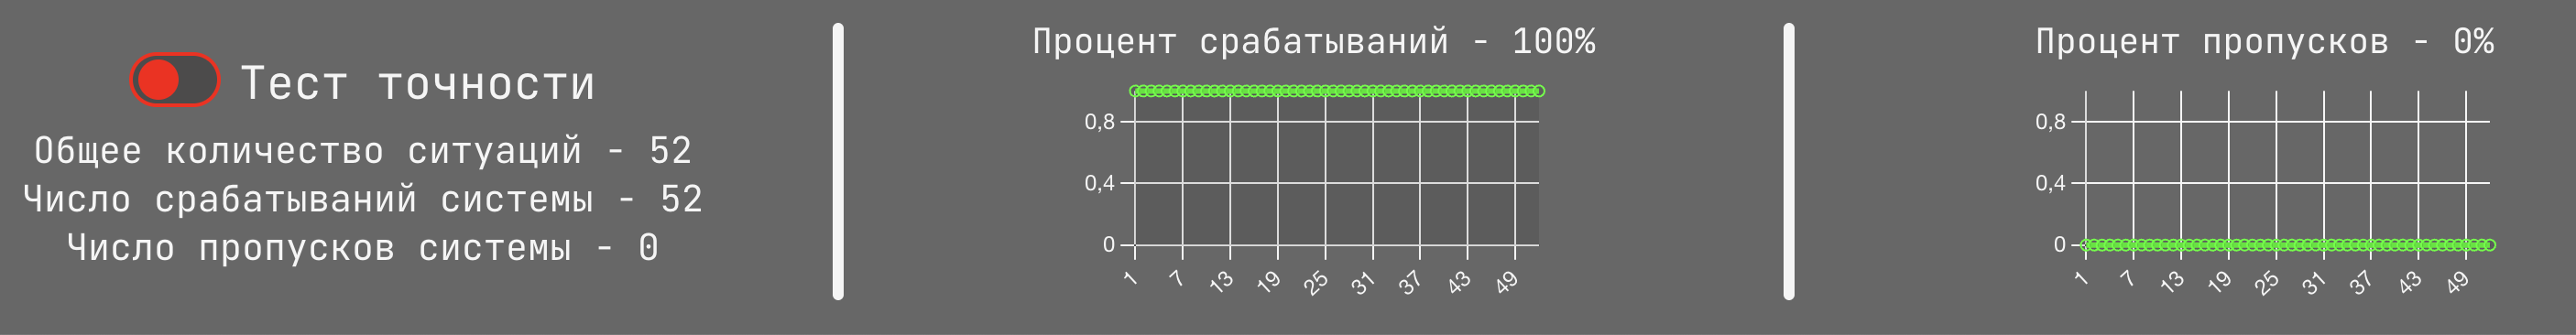 Тест точности
Общее количество ситуаций - 52
Число срабатываний системы - 52
Число пропусков системы - 0
Процент срабатываний - 100%
0,8
0,4
0
1 7 13 19 25 31 37 43 49
Процент пропусков - 0%
0,8
0,4
0
1 7 13 19 25 31 37 43 49